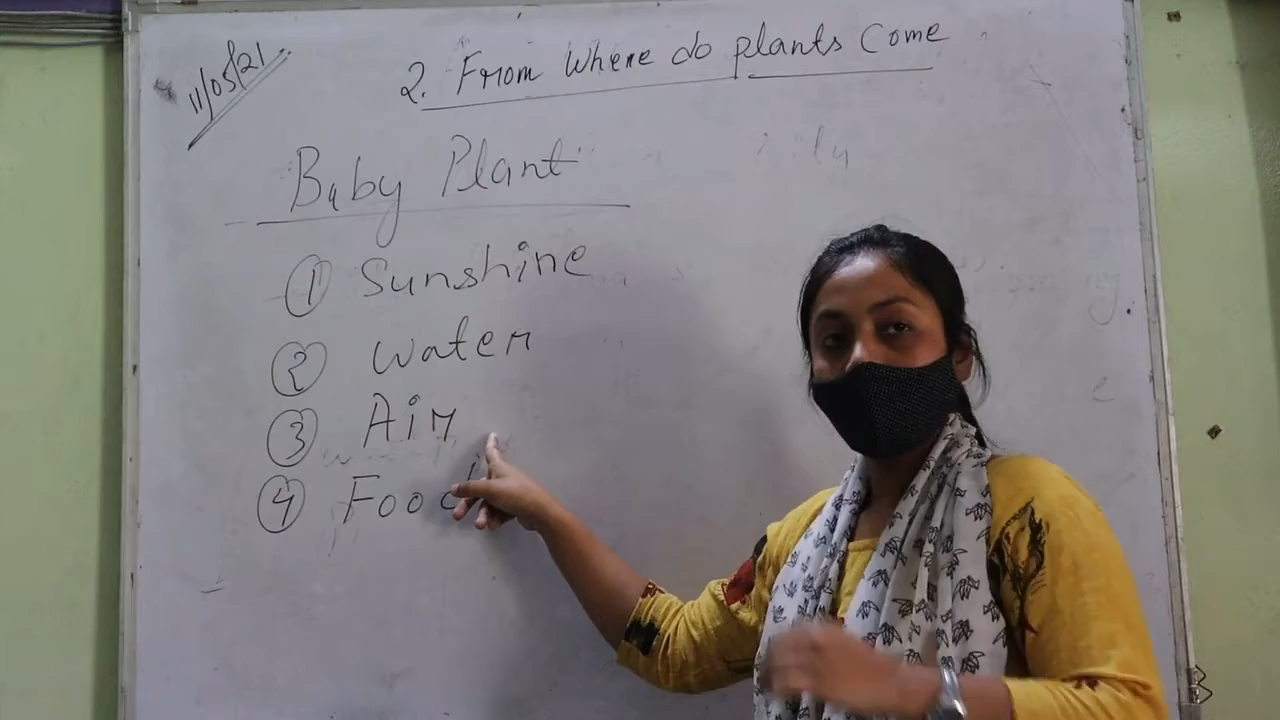 11/05/21
2. From Where do plants Come
Baby Plant
① Sunshine
② Water
③ Air
④ Food